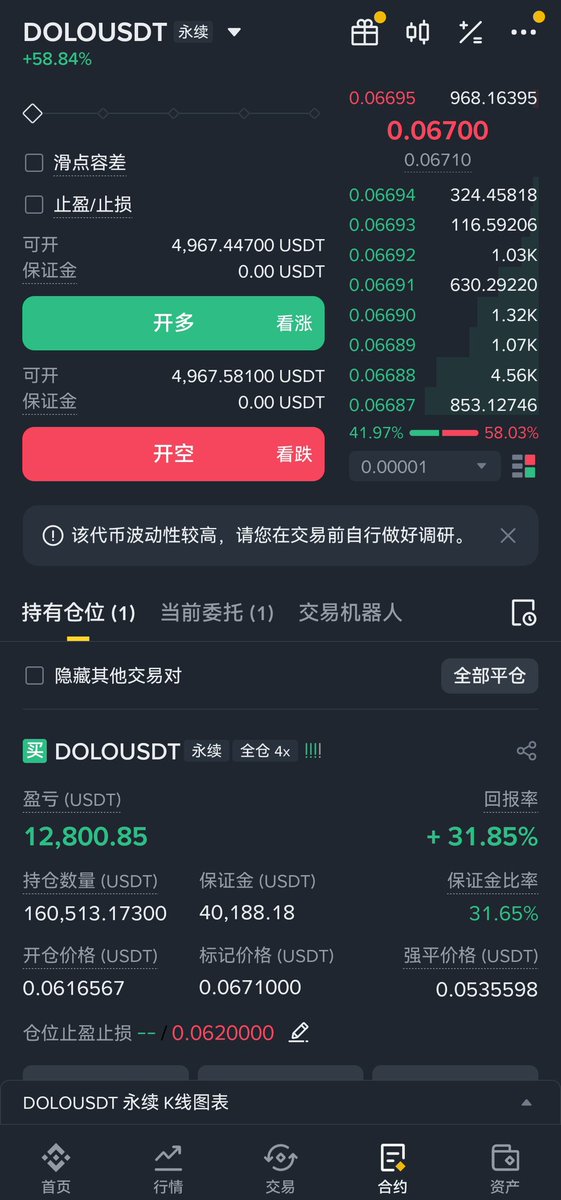 DOLOUSDT 永续
+58.84%
0.06695 968.16395
0.06700
0.06710
滑点容差
止盈/止损
可开 4,967.44700 USDT
保证金 0.00 USDT
开多 看涨
可开 4,967.58100 USDT
保证金 0.00 USDT
开空 看跌
0.06694 324.45818
0.06693 116.59206
0.06692 1.03K
0.06691 630.29220
0.06690 1.32K
0.06689 1.07K
0.06688 4.56K
0.06687 853.12746
41.97% 58.03%
0.00001
该代币波动性较高，请您在交易前自行做好调研。
持有仓位 (1) 当前委托 (1) 交易机器人
隐藏其他交易对 全部平仓
买 DOLOUSDT 永续 全仓 4x !!!!
盈亏 (USDT) 回报率
12,800.85 + 31.85%
持仓数量 (USDT) 保证金 (USDT) 保证金比率
160,513.17300 40,188.18 31.65%
开仓价格 (USDT) 标记价格 (USDT) 强平价格 (USDT)
0.0616567 0.0671000 0.0535598
仓位止盈止损 -- / 0.0620000
DOLOUSDT 永续 K线图表
首页 行情 交易 合约 资产